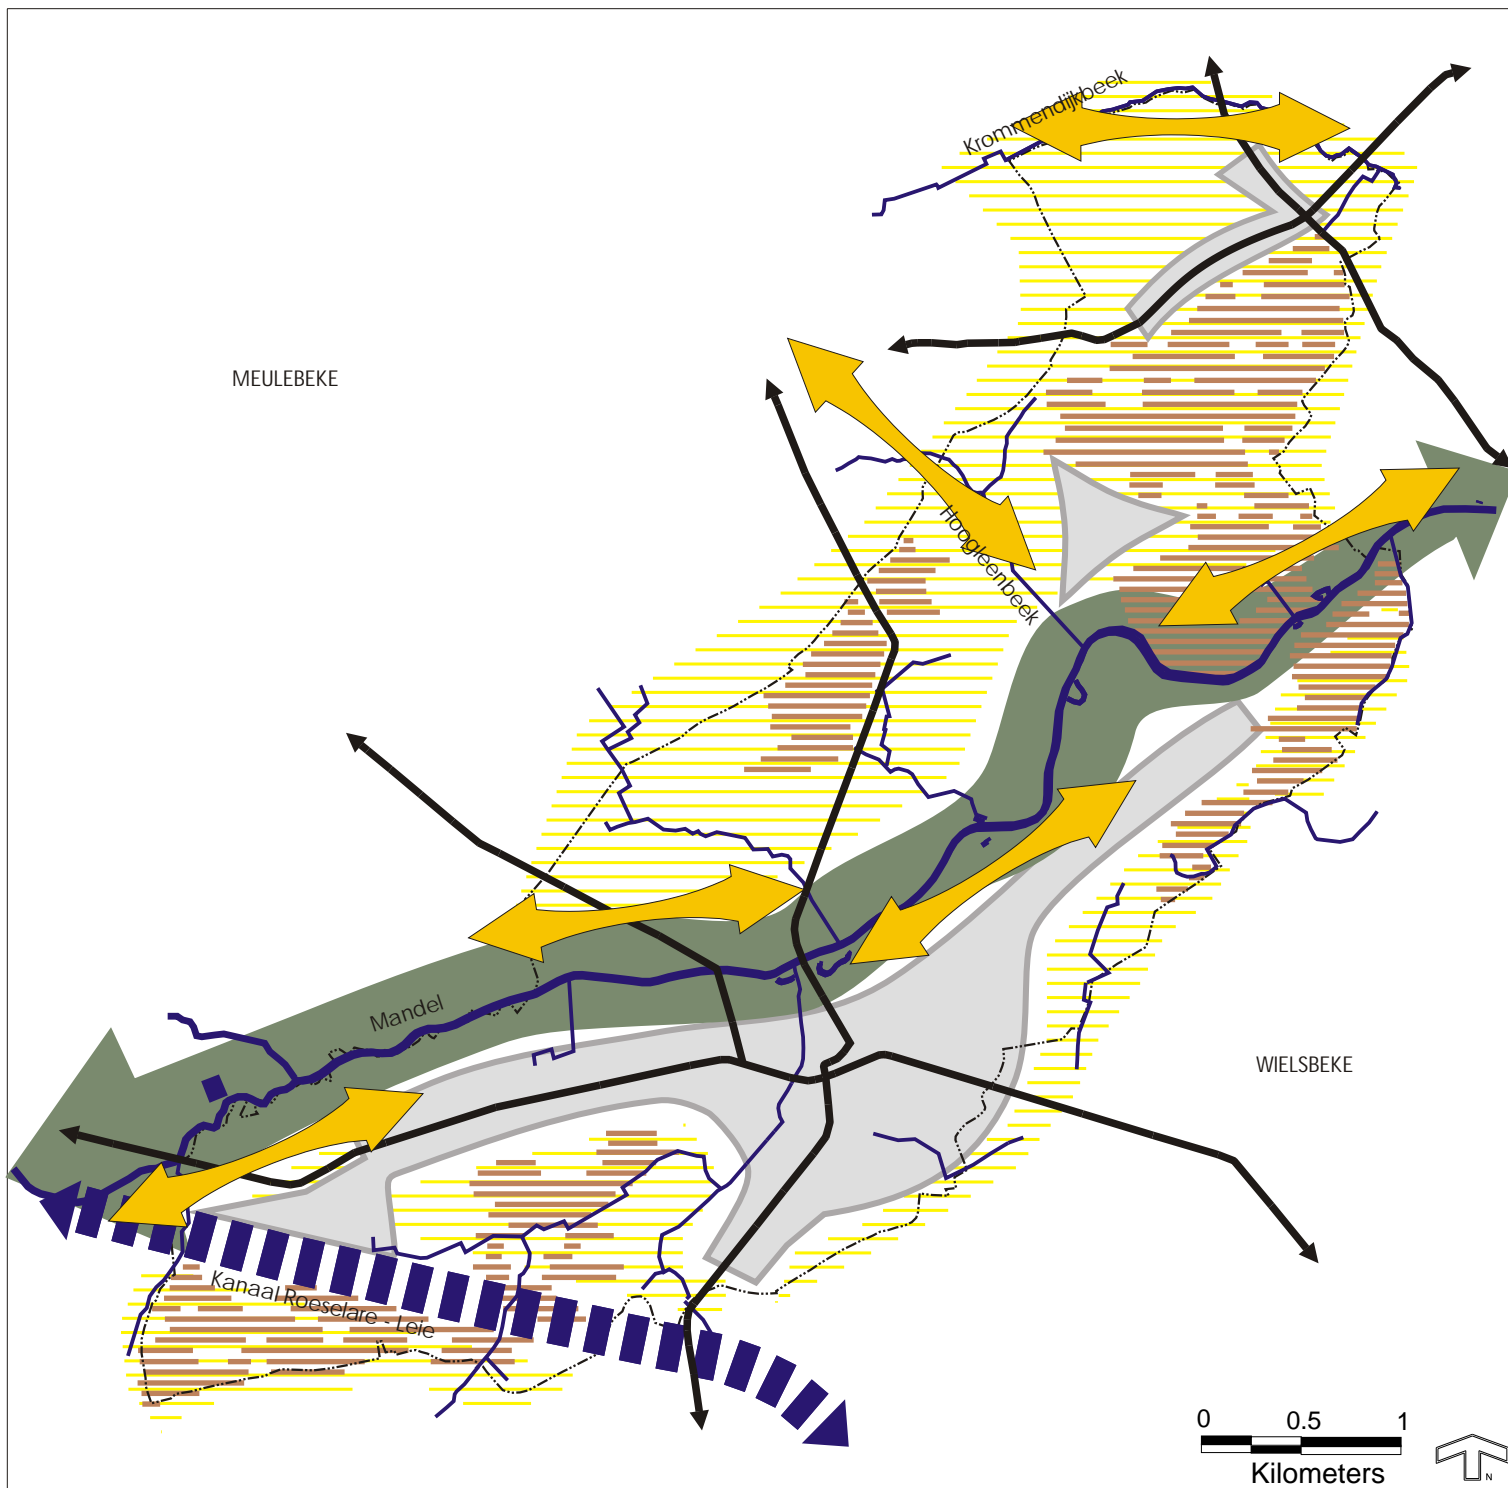 Krommendijkbeek
MEULEBEKE
Hoogleenbeek
Mandel
WIELSBEKE
Kanaal Roeselare - Leie
0 0.5 1
Kilometers
N